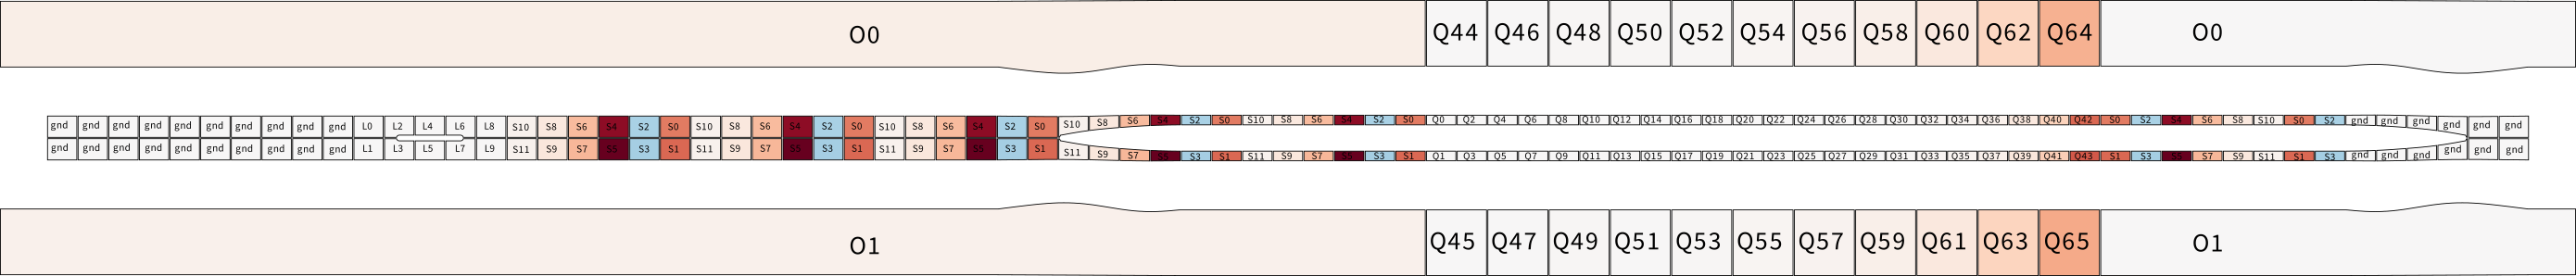 O0 Q44 Q46 Q48 Q50 Q52 Q54 Q56 Q58 Q60 Q62 Q64 O0
gnd gnd gnd gnd gnd gnd gnd gnd gnd gnd L0 L2 L4 L6 L8 S10 S8 S6 S4 S2 S0 S10 S8 S6 S4 S2 S0 S10 S8 S6 S4 S2 S0 S10 S8 S6 S4 S2 S0 S10 S8 S6 S4 S2 S0 Q0 Q2 Q4 Q6 Q8 Q10 Q12 Q14 Q16 Q18 Q20 Q22 Q24 Q26 Q28 Q30 Q32 Q34 Q36 Q38 Q40 Q42 S0 S2 S4 S6 S8 S10 S0 S2 gnd gnd gnd gnd gnd gnd
gnd gnd gnd gnd gnd gnd gnd gnd gnd gnd L1 L3 L5 L7 L9 S11 S9 S7 S5 S3 S1 S11 S9 S7 S5 S3 S1 S11 S9 S7 S5 S3 S1 S11 S9 S7 S5 S3 S1 S11 S9 S7 S5 S3 S1 Q1 Q3 Q5 Q7 Q9 Q11 Q13 Q15 Q17 Q19 Q21 Q23 Q25 Q27 Q29 Q31 Q33 Q35 Q37 Q39 Q41 Q43 S1 S3 S5 S7 S9 S11 S1 S3 gnd gnd gnd gnd gnd gnd
O1 Q45 Q47 Q49 Q51 Q53 Q55 Q57 Q59 Q61 Q63 Q65 O1